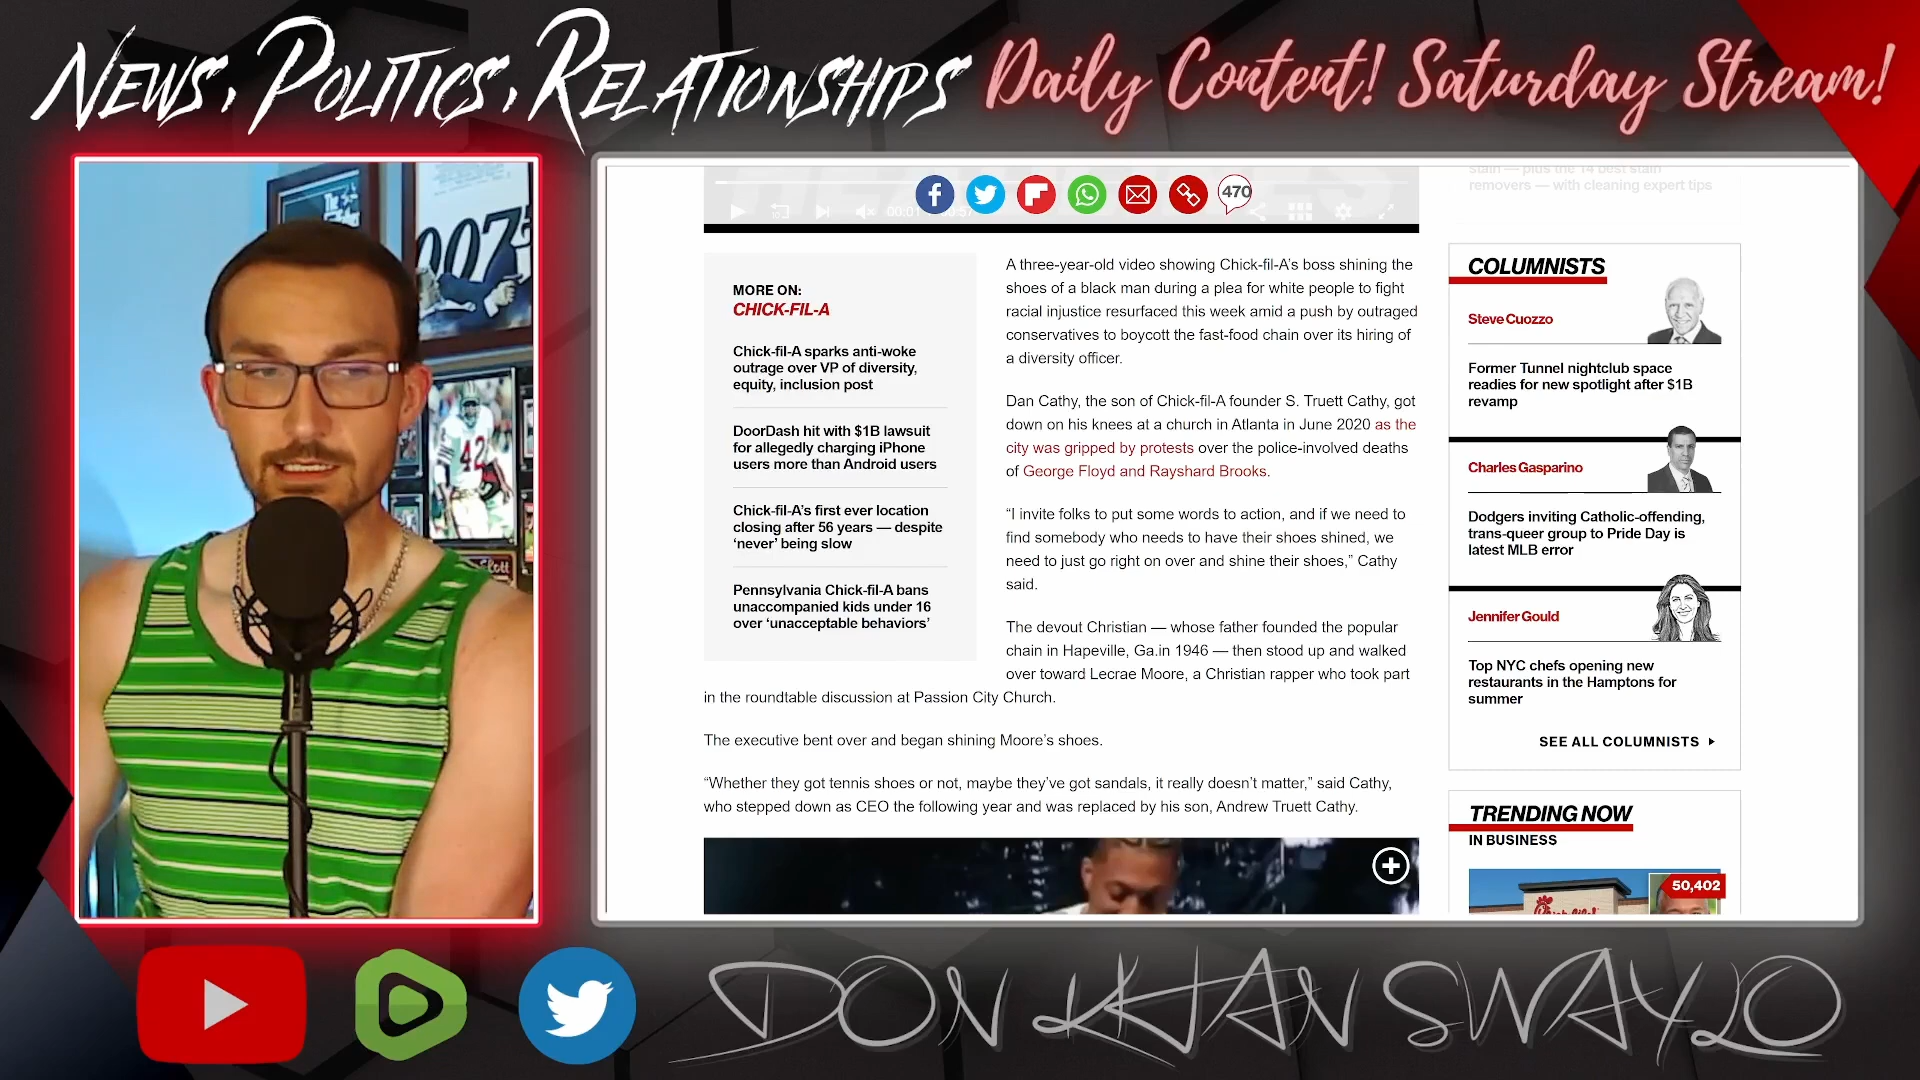 NEWS, POLITICS, RELATIONSHIPS
Daily Content! Saturday Stream!
The
007
42
470
removers — with cleaning expert tips
MORE ON:
CHICK-FIL-A
Chick-fil-A sparks anti-woke
outrage over VP of diversity,
equity, inclusion post
DoorDash hit with $1B lawsuit
for allegedly charging iPhone
users more than Android users
Chick-fil-A’s first ever location
closing after 56 years — despite
‘never’ being slow
Pennsylvania Chick-fil-A bans
unaccompanied kids under 16
over ‘unacceptable behaviors’
A three-year-old video showing Chick-fil-A’s boss shining the
shoes of a black man during a plea for white people to fight
racial injustice resurfaced this week amid a push by outraged
conservatives to boycott the fast-food chain over its hiring of
a diversity officer.
Dan Cathy, the son of Chick-fil-A founder S. Truett Cathy, got
down on his knees at a church in Atlanta in June 2020 as the
city was gripped by protests over the police-involved deaths
of George Floyd and Rayshard Brooks.
“I invite folks to put some words to action, and if we need to
find somebody who needs to have their shoes shined, we
need to just go right on over and shine their shoes,” Cathy
said.
The devout Christian — whose father founded the popular
chain in Hapeville, Ga.in 1946 — then stood up and walked
over toward Lecrae Moore, a Christian rapper who took part
in the roundtable discussion at Passion City Church.
The executive bent over and began shining Moore’s shoes.
“Whether they got tennis shoes or not, maybe they’ve got sandals, it really doesn’t matter,” said Cathy,
who stepped down as CEO the following year and was replaced by his son, Andrew Truett Cathy.
COLUMNISTS
Steve Cuozzo
Former Tunnel nightclub space
readies for new spotlight after $1B
revamp
Charles Gasparino
Dodgers inviting Catholic-offending,
trans-queer group to Pride Day is
latest MLB error
Jennifer Gould
Top NYC chefs opening new
restaurants in the Hamptons for
summer
SEE ALL COLUMNISTS
TRENDING NOW
IN BUSINESS
50,402
DON KHAN SWAYLO